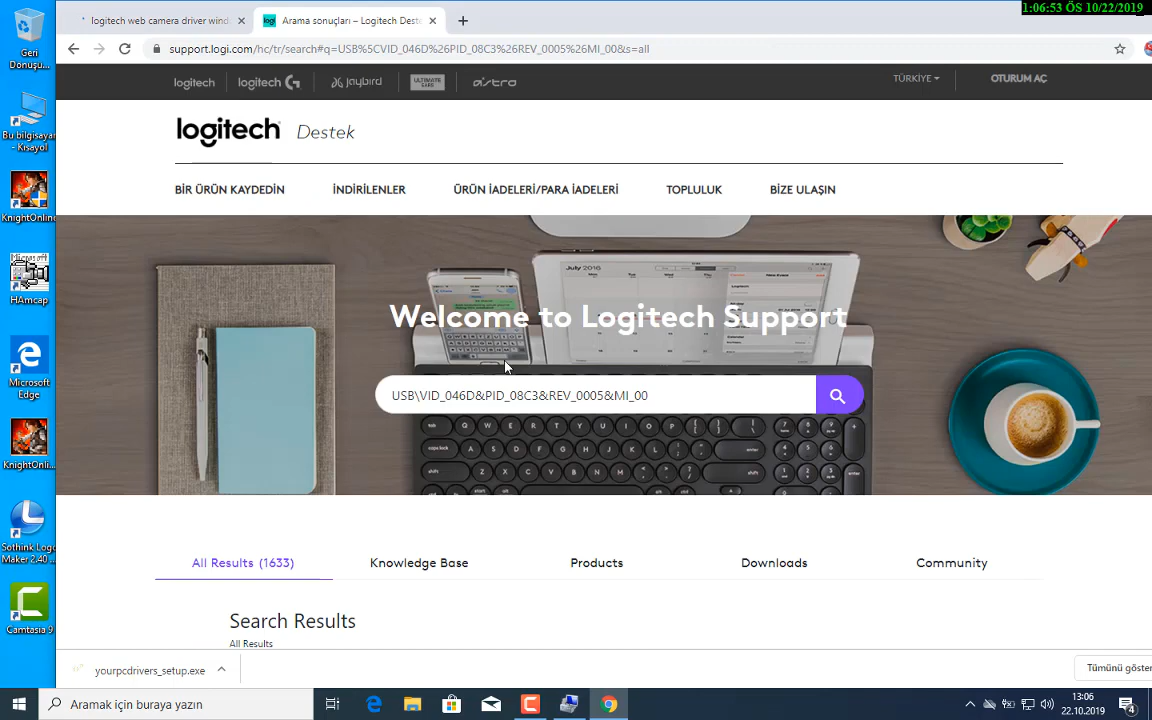 1:06:53 ÖS 10/22/2019
logitech web camera driver wind
Arama sonuçları – Logitech Deste
support.logi.com/hc/tr/search#q=USB%5CVID_046D%26PID_08C3%26REV_0005%26MI_00&s=all
logitech
logitech G
Jaybird
ULTIMATE EARS
ASTRO
TÜRKİYE
OTURUM AÇ
logitech Destek
BİR ÜRÜN KAYDEDİN
İNDİRİLENLER
ÜRÜN İADELERİ/PARA İADELERİ
TOPLULUK
BİZE ULAŞIN
Welcome to Logitech Support
USB\VID_046D&PID_08C3&REV_0005&MI_00
All Results (1633)
Knowledge Base
Products
Downloads
Community
Search Results
All Results
yourpcdrivers_setup.exe
Tümünü göster
Geri
Dönüşü...
Bu bilgisayar
- Kısayol
KnightOnline
HAmcap
Microsoft
Edge
KnightOnli...
Sothink Logo
Maker 2.40 ...
Camtasia 9
Aramak için buraya yazın
13:06
22.10.2019
4
July 2016